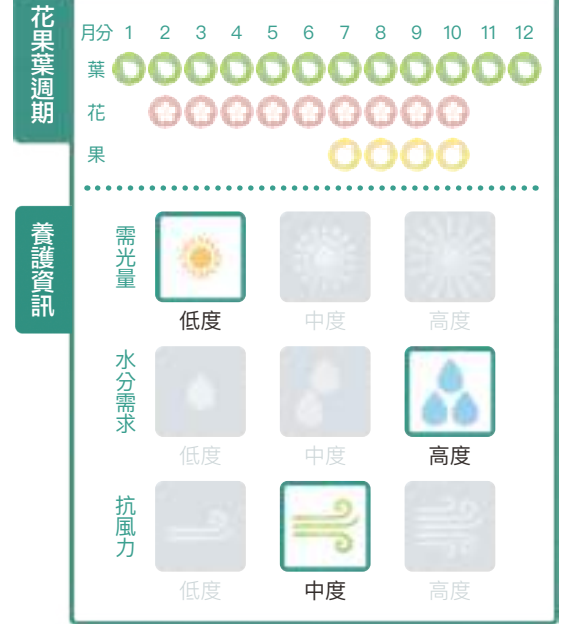 花果葉週期
月分 1 2 3 4 5 6 7 8 9 10 11 12
葉
花
果
養護資訊
需光量
低度 中度 高度
水分需求
低度 中度 高度
抗風力
低度 中度 高度